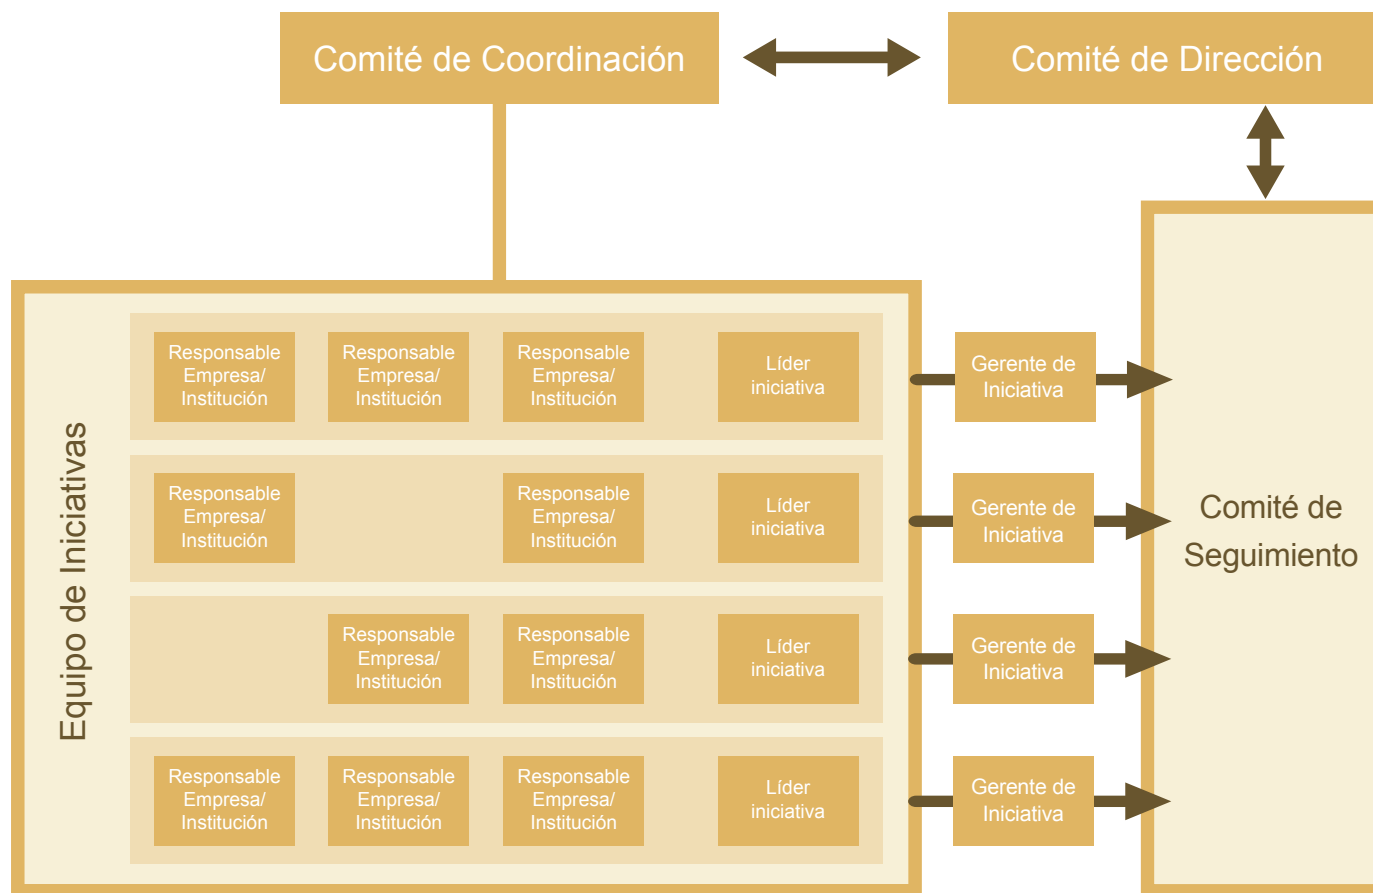 Comité de Coordinación
Comité de Dirección
Equipo de Iniciativas
Responsable
Empresa/
Institución
Responsable
Empresa/
Institución
Responsable
Empresa/
Institución
Líder
iniciativa
Gerente de
Iniciativa
Responsable
Empresa/
Institución
Responsable
Empresa/
Institución
Líder
iniciativa
Gerente de
Iniciativa
Responsable
Empresa/
Institución
Responsable
Empresa/
Institución
Líder
iniciativa
Gerente de
Iniciativa
Responsable
Empresa/
Institución
Responsable
Empresa/
Institución
Responsable
Empresa/
Institución
Líder
iniciativa
Gerente de
Iniciativa
Comité de
Seguimiento